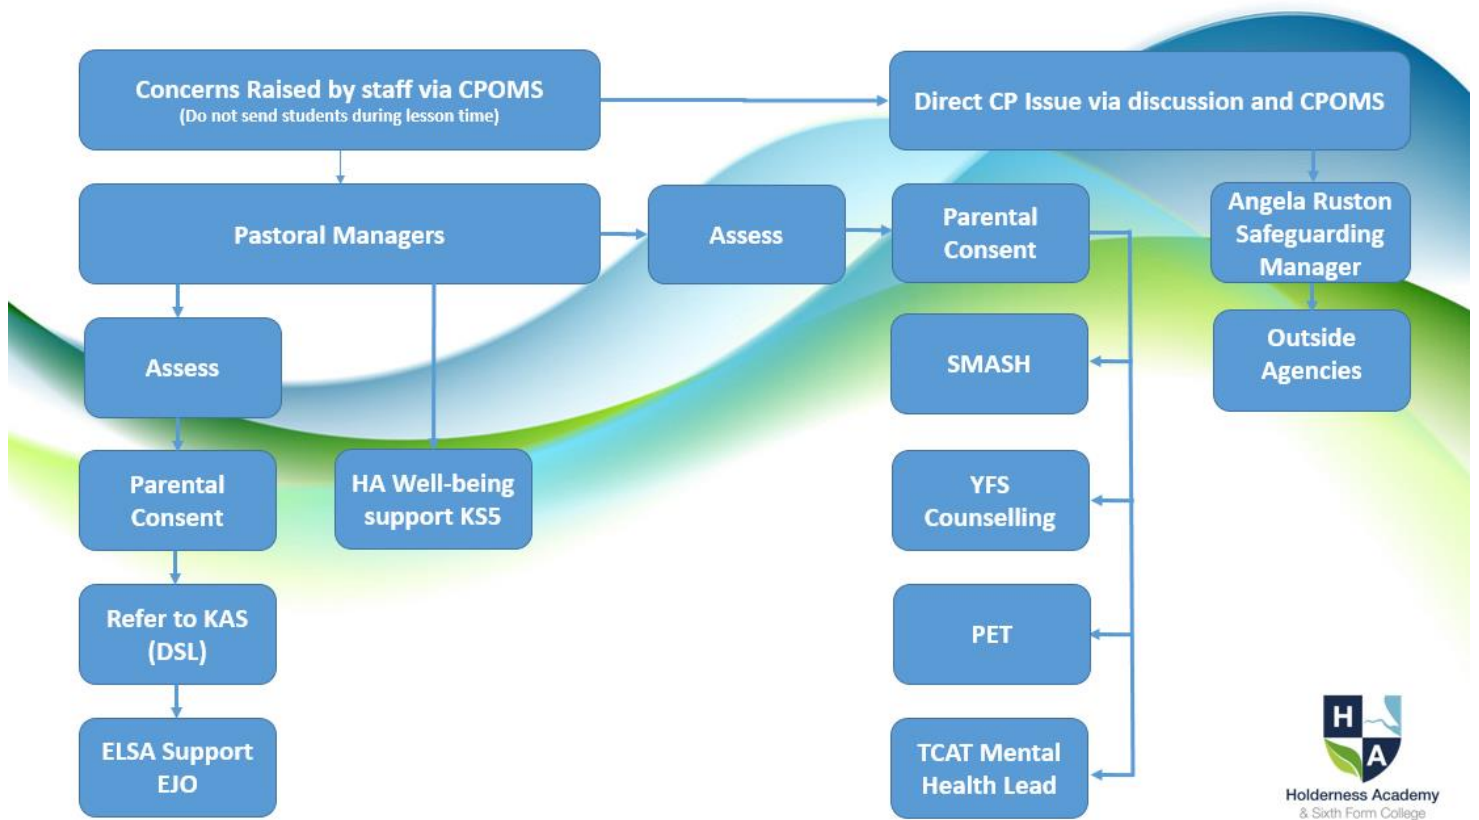 Concerns Raised by staff via CPOMS
(Do not send students during lesson time)
Direct CP Issue via discussion and CPOMS
Pastoral Managers
Assess
Parental
Consent
Angela Ruston
Safeguarding
Manager
Assess
SMASH
Outside
Agencies
Parental
Consent
HA Well-being
support KS5
YFS
Counselling
Refer to KAS
(DSL)
PET
ELSA Support
EJO
TCAT Mental
Health Lead
H
A
Holderness Academy
& Sixth Form College